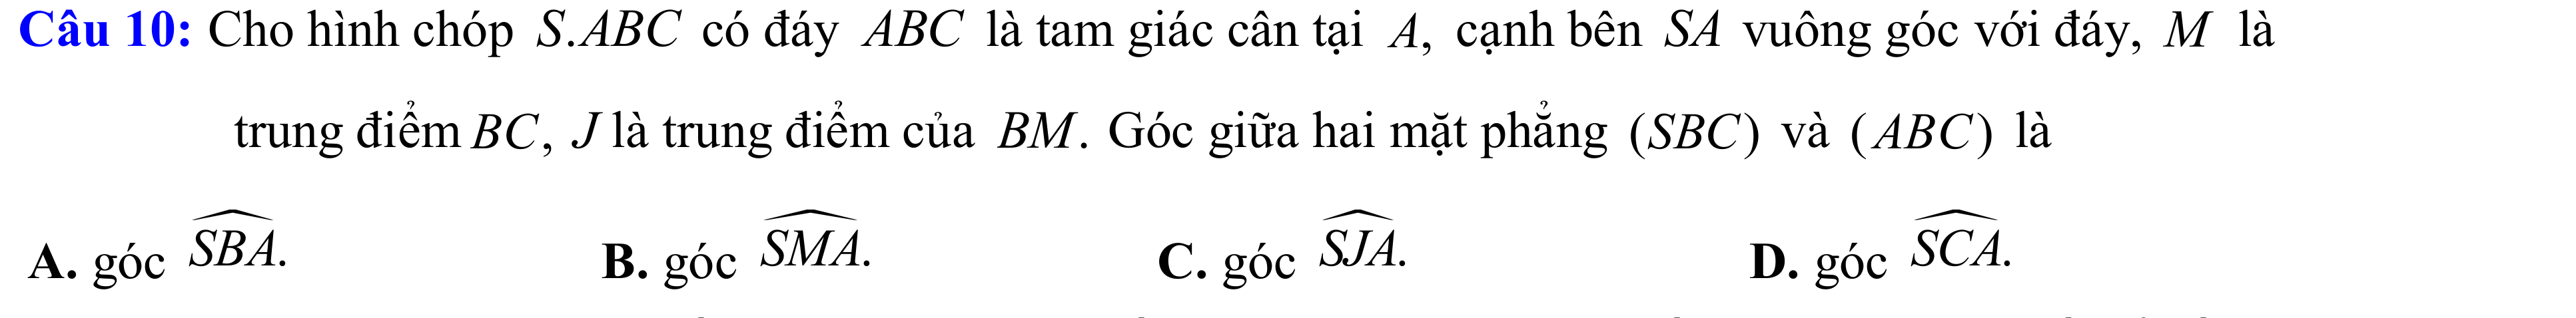 Câu 10: Cho hình chóp S.ABC có đáy ABC là tam giác cân tại A, cạnh bên SA vuông góc với đáy, M là
trung điểm BC, J là trung điểm của BM. Góc giữa hai mặt phẳng (SBC) và (ABC) là
A. góc \widehat{SBA}. B. góc \widehat{SMA}. C. góc \widehat{SJA}. D. góc \widehat{SCA}.